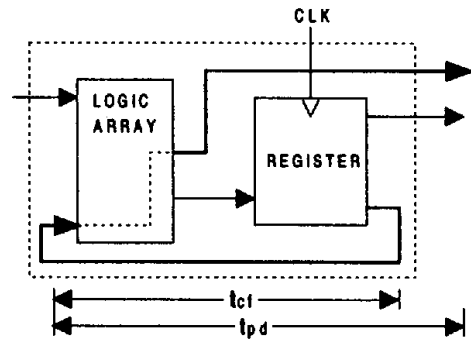 CLK
LOGIC
ARRAY
REGISTER
tcf
tpd